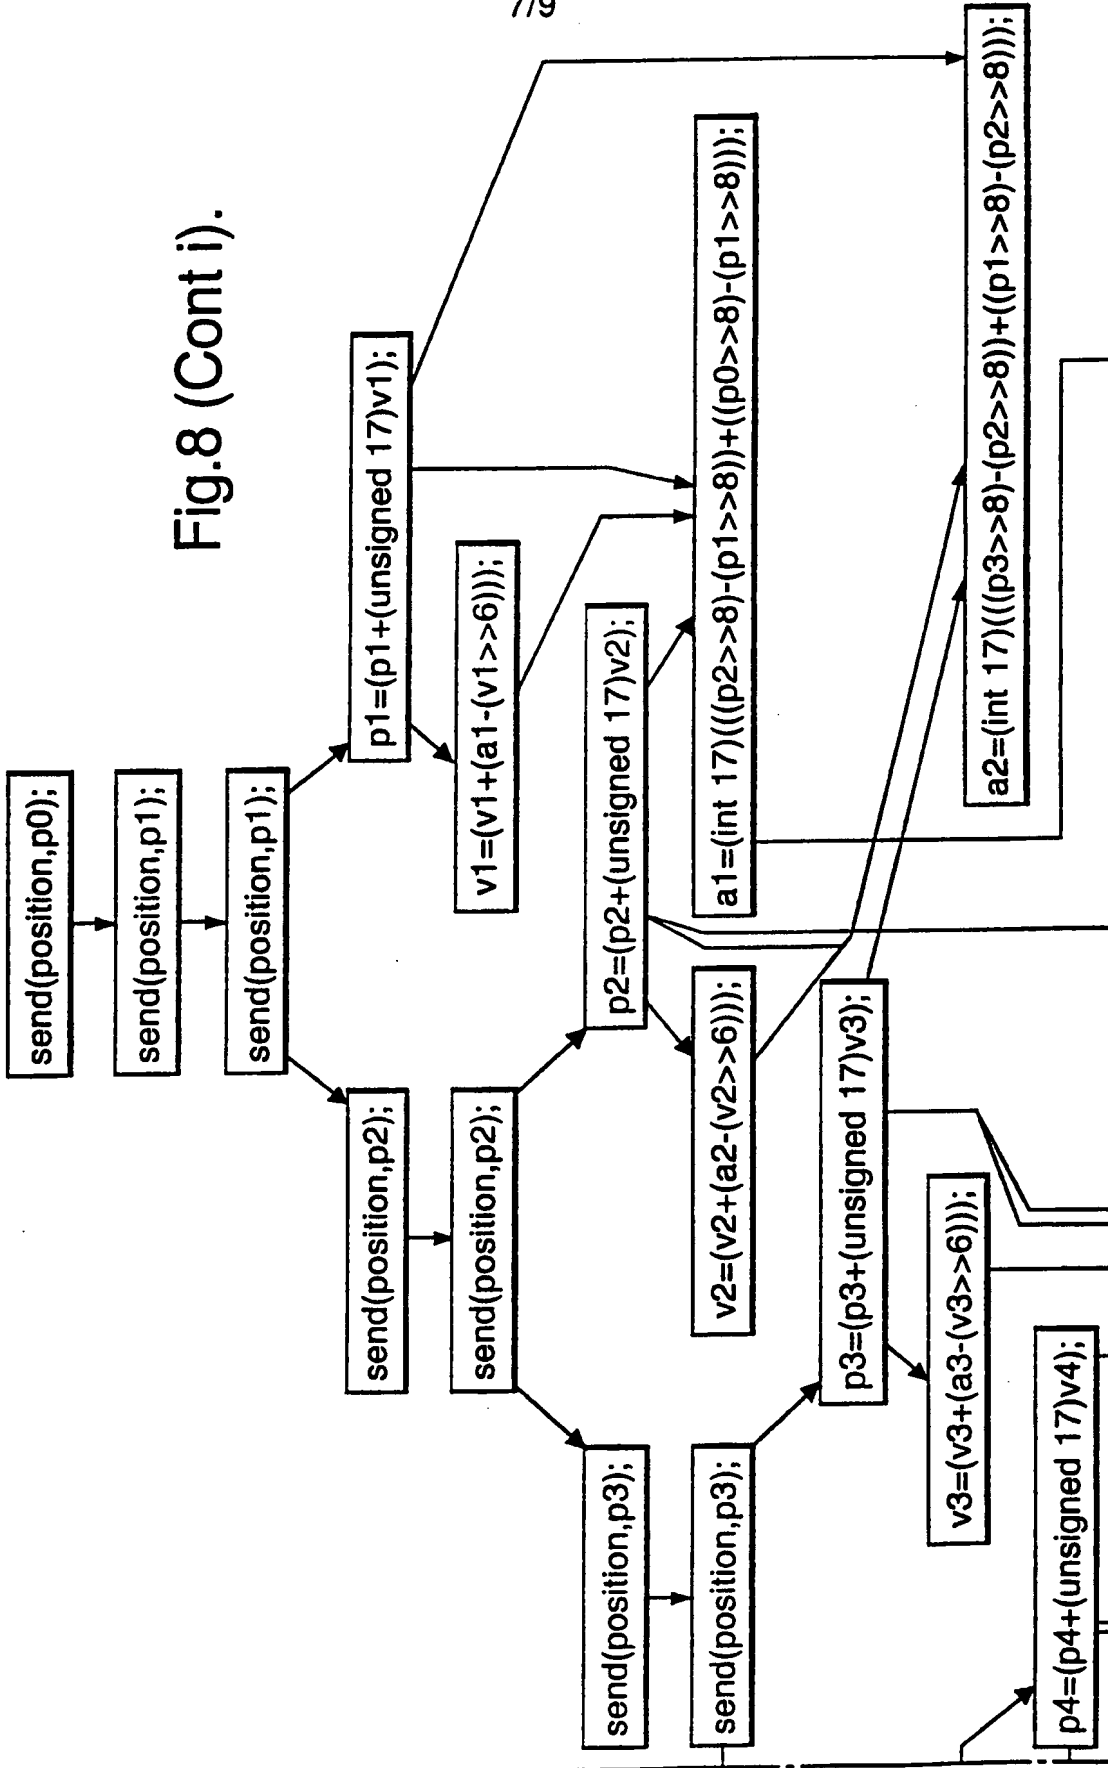 7/9
Fig.8 (Cont i).
send(position,p0);
send(position,p1);
send(position,p1);
p1=(p1+(unsigned 17)v1);
send(position,p2);
v1=(v1+(a1-(v1>>6)));
send(position,p2);
p2=(p2+(unsigned 17)v2);
send(position,p3);
a1=(int 17)(((p2>>8)-(p1>>8))+((p0>>8)-(p1>>8)));
v2=(v2+(a2-(v2>>6)));
send(position,p3);
p3=(p3+(unsigned 17)v3);
v3=(v3+(a3-(v3>>6)));
a2=(int 17)(((p3>>8)-(p2>>8))+((p1>>8)-(p2>>8)));
p4=(p4+(unsigned 17)v4);